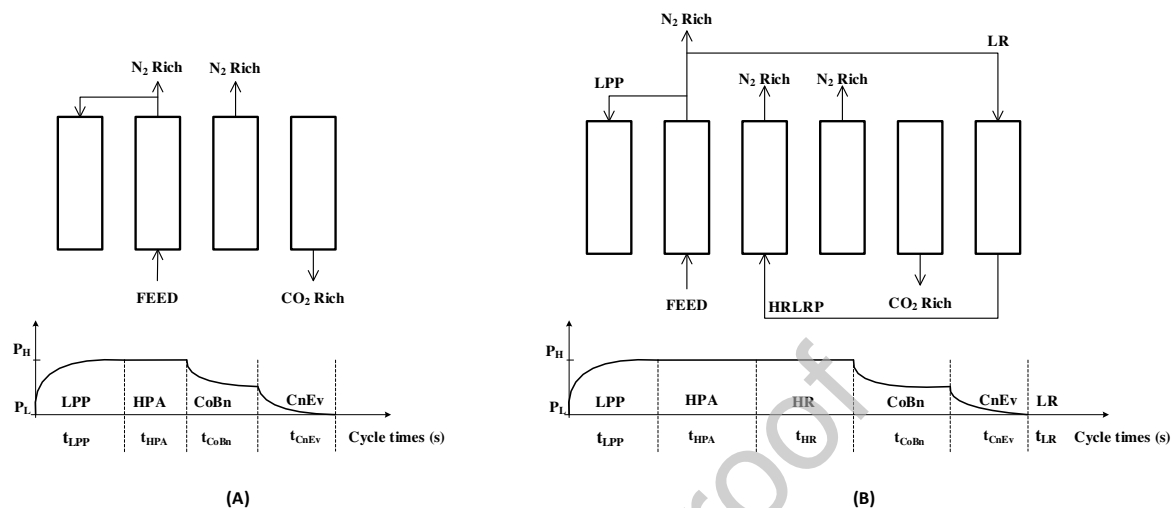 N₂ Rich N₂ Rich
FEED
CO₂ Rich
P_H
P_L
LPP HPA CoBn CnEv
t_LPP t_HPA t_CoBn t_CnEv Cycle times (s)
(A)
N₂ Rich
LR
LPP
N₂ Rich N₂ Rich
FEED
HRLRP
CO₂ Rich
P_H
P_L
LPP HPA HR CoBn CnEv LR
t_LPP t_HPA t_HR t_CoBn t_CnEv t_LR Cycle times (s)
(B)
roof